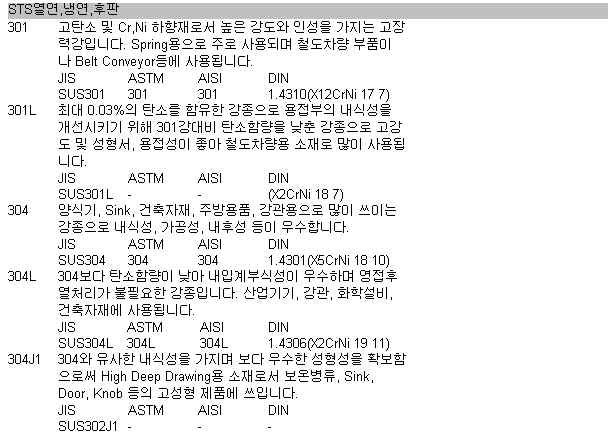 STS열연,냉연,후판
301 고탄소 및 Cr,Ni 하향재로서 높은 강도와 인성을 가지는 고장
력강입니다. Spring용으로 주로 사용되며 철도차량 부품이
나 Belt Conveyor등에 사용됩니다.
JIS ASTM AISI DIN
SUS301 301 301 1.4310(X12CrNi 17 7)
301L 최대 0.03%의 탄소를 함유한 강종으로 용접부의 내식성을
개선시키기 위해 301강대비 탄소함량을 낮춘 강종으로 고강
도 및 성형서, 용접성이 좋아 철도차량용 소재로 많이 사용됩
니다.
JIS ASTM AISI DIN
SUS301L - - (X2CrNi 18 7)
304 양식기, Sink, 건축자재, 주방용품, 강관용으로 많이 쓰이는
강종으로 내식성, 가공성, 내후성 등이 우수합니다.
JIS ASTM AISI DIN
SUS304 304 304 1.4301(X5CrNi 18 10)
304L 304보다 탄소함량이 낮아 내입계부식성이 우수하며 영접후
열처리가 불필요한 강종입니다. 산업기기, 강관, 화학설비,
건축자재에 사용됩니다.
JIS ASTM AISI DIN
SUS304L 304L 304L 1.4306(X2CrNi 19 11)
304J1 304와 유사한 내식성을 가지며 보다 우수한 성형성을 확보함
으로써 High Deep Drawing용 소재로서 보온병류, Sink,
Door, Knob 등의 고성형 제품에 쓰입니다.
JIS ASTM AISI DIN
SUS302J1 - - -